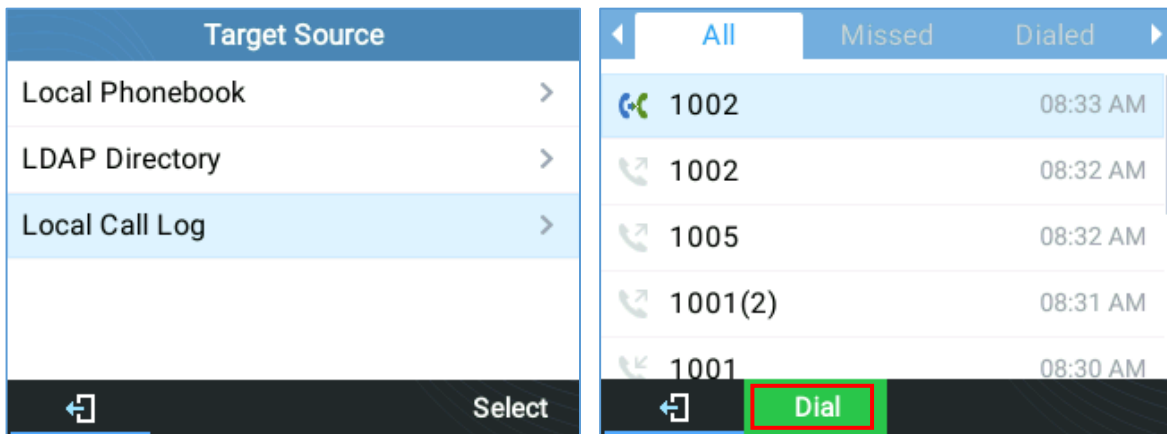 Target Source
Local Phonebook
LDAP Directory
Local Call Log
Select
All Missed Dialed
1002 08:33 AM
1002 08:32 AM
1005 08:32 AM
1001(2) 08:31 AM
1001 08:30 AM
Dial